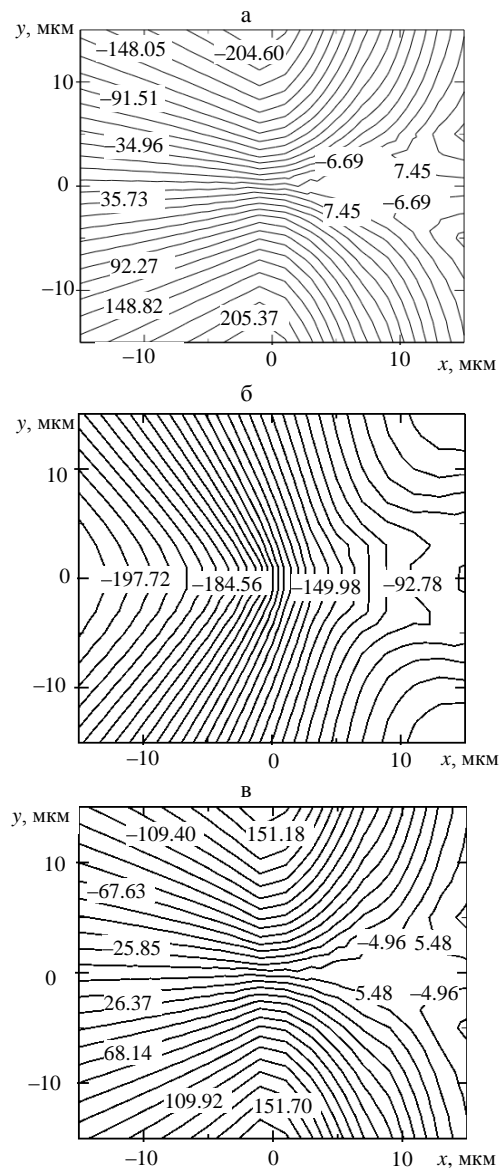 а
y, мкм
–148.05 –204.60
10
–91.51
–34.96 –6.69
7.45
0
35.73 7.45 –6.69
92.27
–10
148.82 205.37
–10 0 10
x, мкм
б
y, мкм
10
0 –197.72 –184.56 –149.98 –92.78
–10
–10 0 10
x, мкм
в
y, мкм
–109.40 151.18
10
–67.63
–25.85 –4.96 5.48
0
26.37 5.48 –4.96
68.14
–10
109.92 151.70
–10 0 10
x, мкм